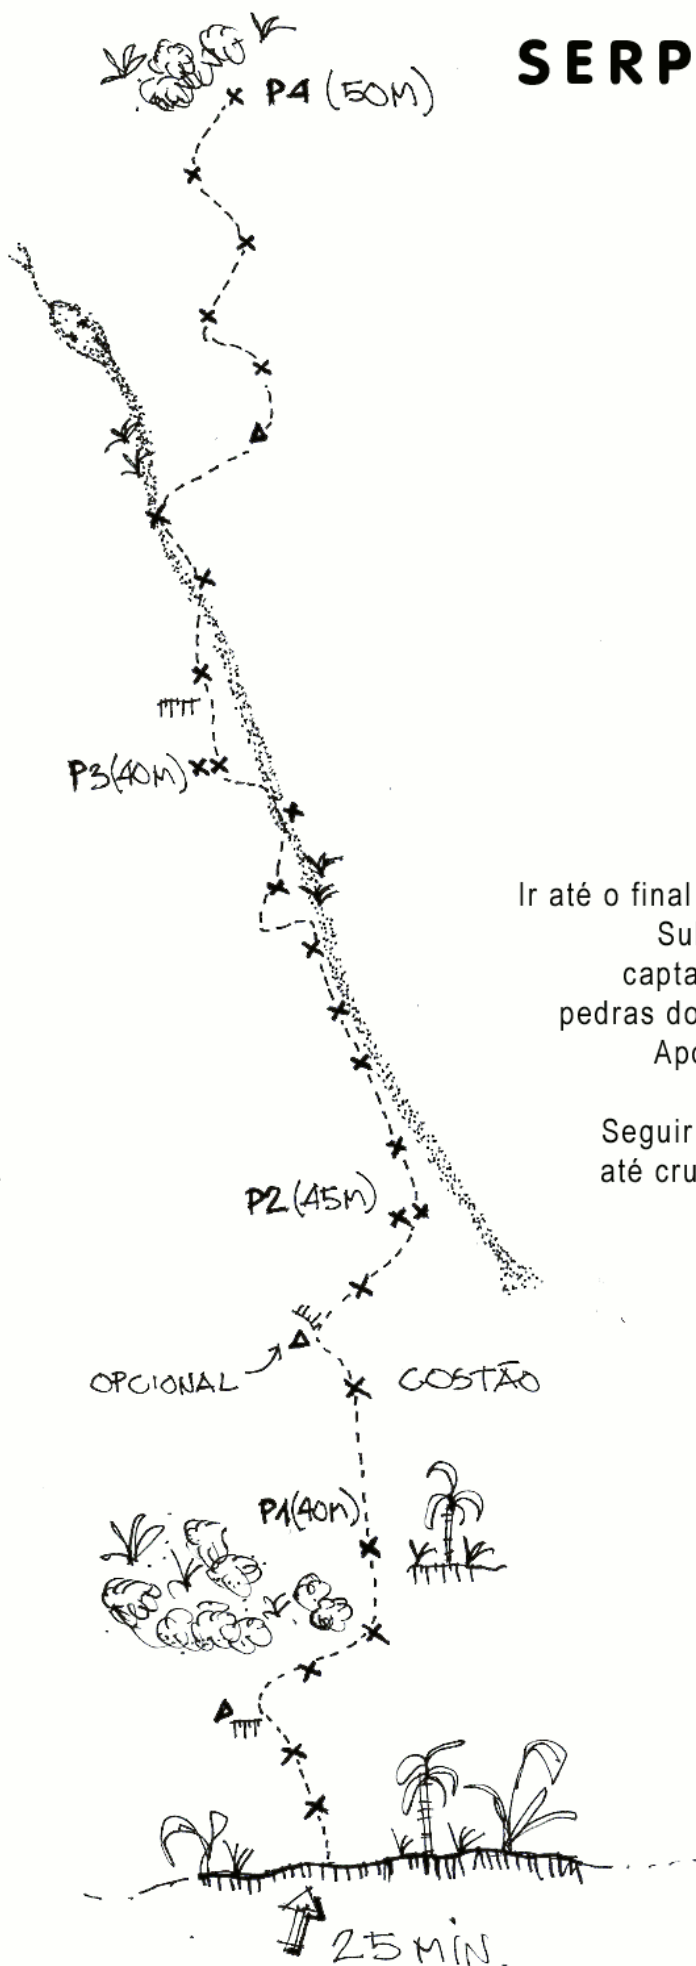 SERP
P4 (50M)
P3(40M)
Ir até o final
Su
capta
pedras do
Apo
Seguir
até cru
P2(45M)
OPCIONAL
COSTÃO
P1(40M)
25 MIN.